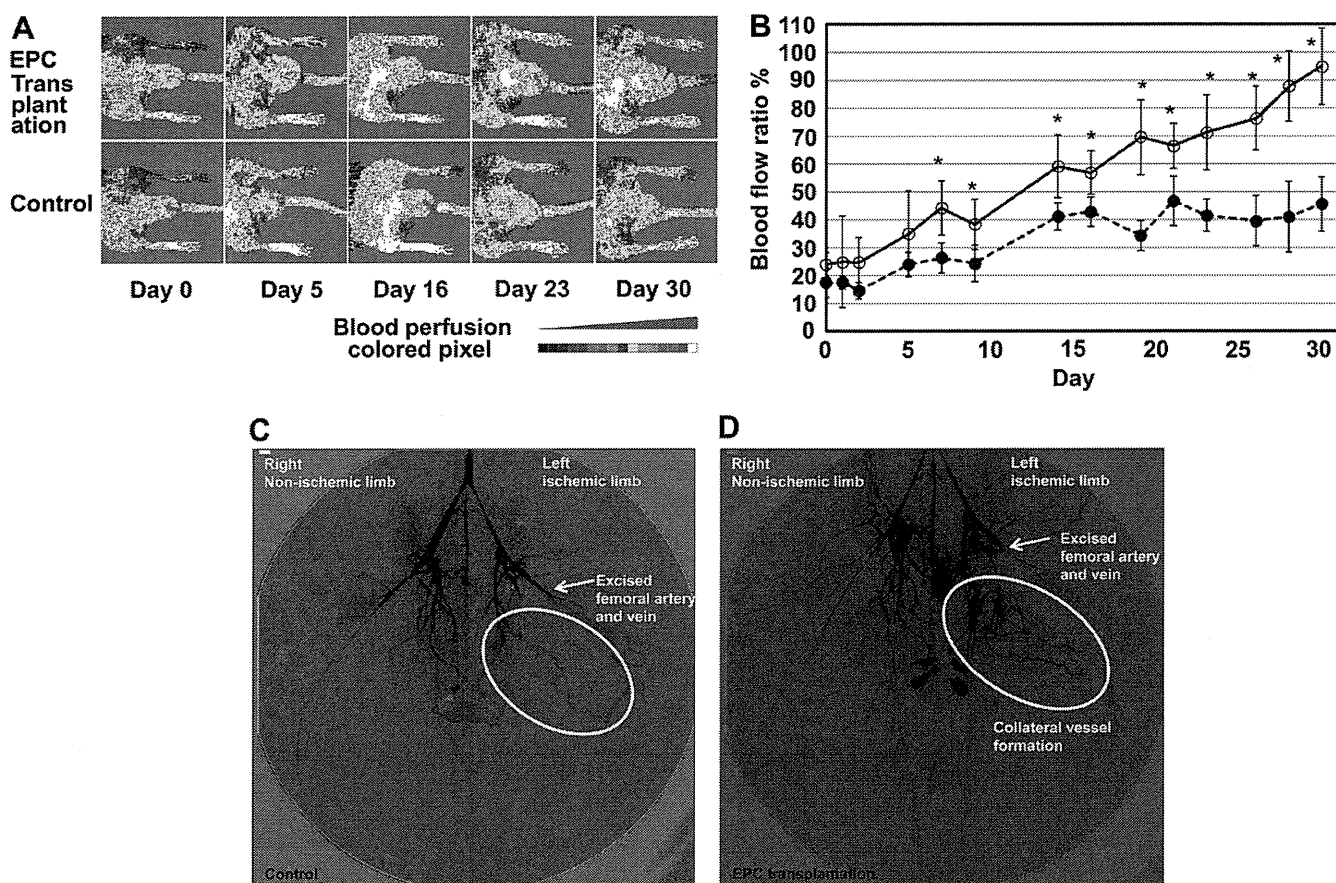 A
EPC
Trans
plant
ation
Control
Day 0
Day 5
Day 16
Day 23
Day 30
Blood perfusion
colored pixel
B
110
100
90
80
70
60
50
40
30
20
10
0
Blood flow ratio %
* * * * * * * * * *
0 5 10 15 20 25 30
Day
C
Right
Non-ischemic limb
Left
ischemic limb
Excised
femoral artery
and vein
Control
D
Right
Non-ischemic limb
Left
ischemic limb
Excised
femoral artery
and vein
Collateral vessel
formation
EPC transplamation